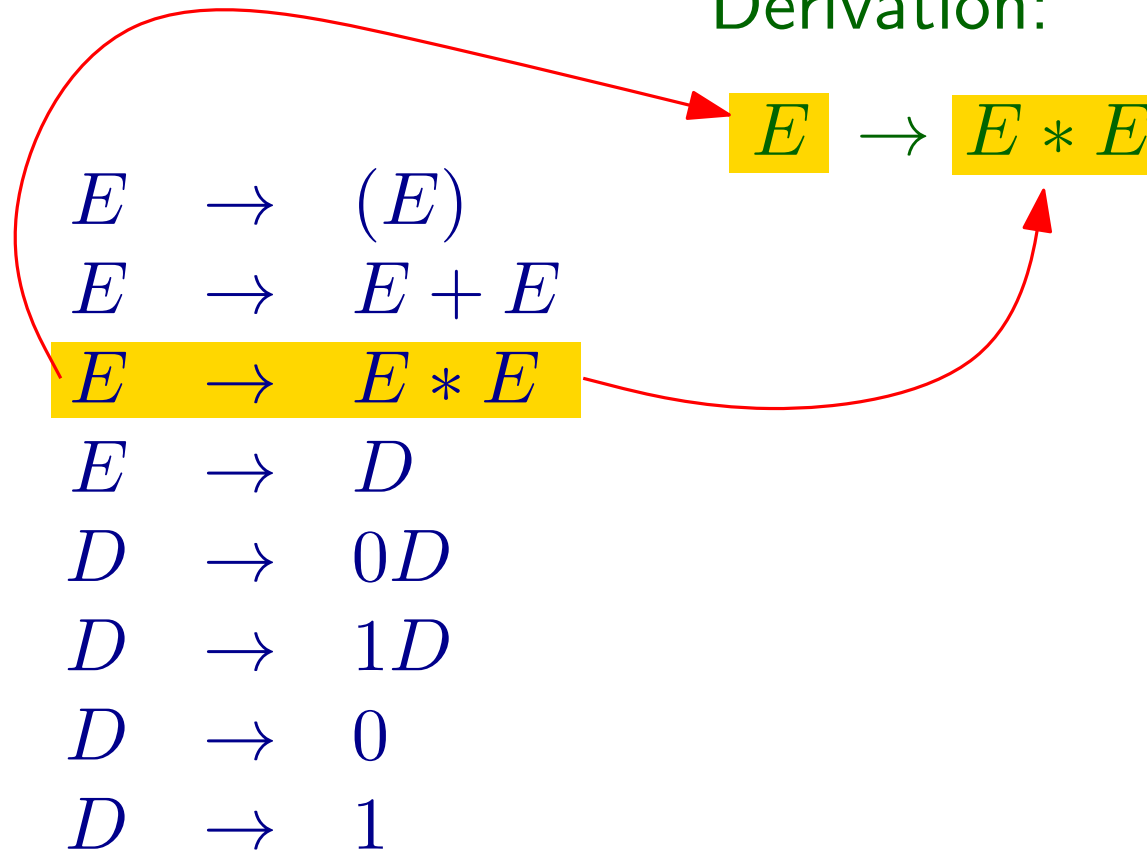 Derivation:
E → E ∗ E
E → (E)
E → E + E
E → E ∗ E
E → D
D → 0D
D → 1D
D → 0
D → 1